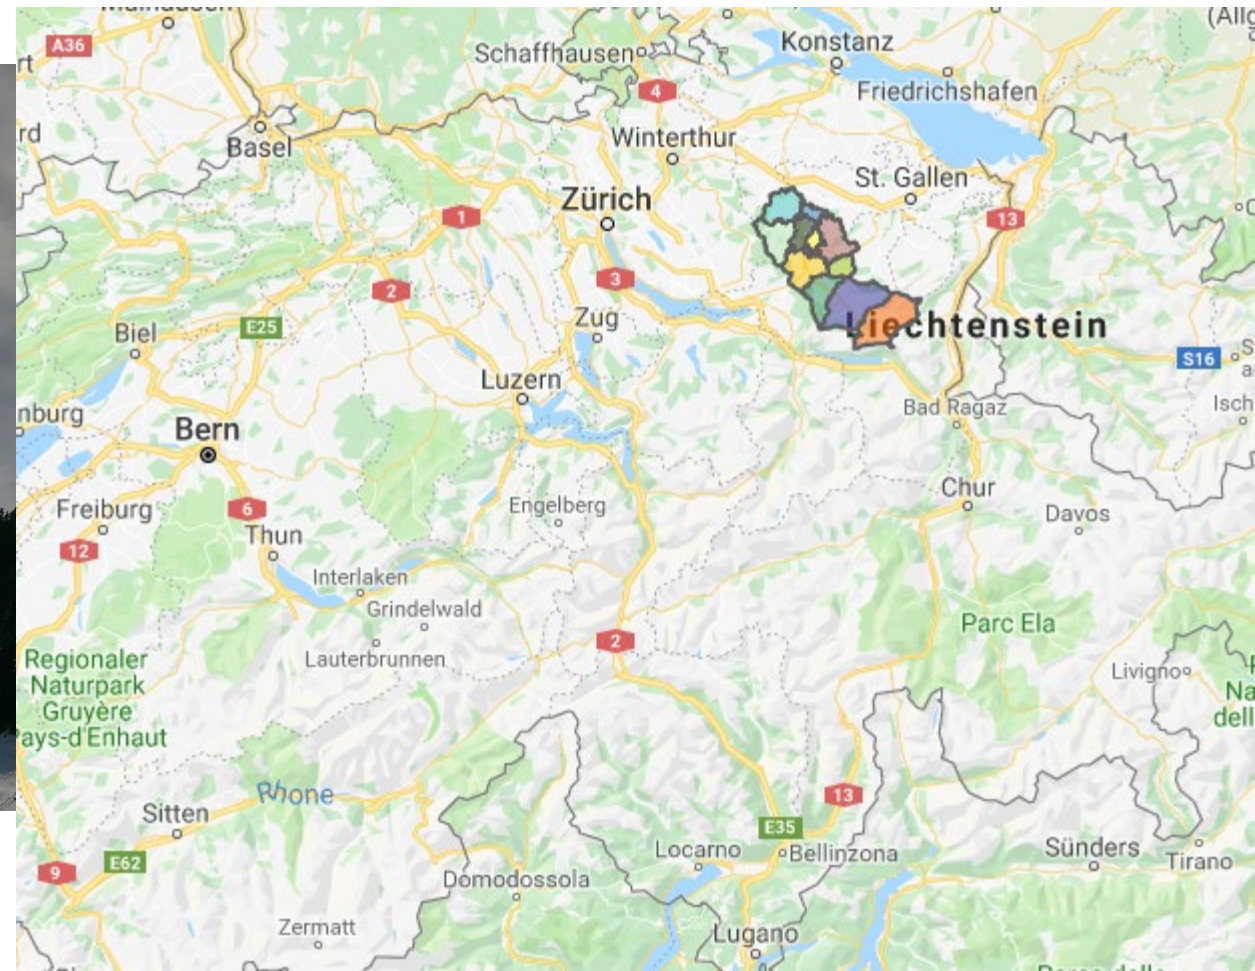 A36
Schaffhausen
Konstanz
4
Friedrichshafen
Winterthur
Basel
Zürich
St. Gallen
1
13
2
3
Zug
Biel
E25
Liechtenstein
S16
Luzern
Bad Ragaz
Bern
Chur
Engelberg
6
Freiburg
Davos
Thun
12
Interlaken
Grindelwald
Parc Ela
2
Lauterbrunnen
Regionaler
Naturpark
Gruyère
Livigno
Rhone
13
Sitten
E35
Locarno
Bellinzona
Sünders
9
E62
Tirano
Domodossola
Zermatt
Lugano